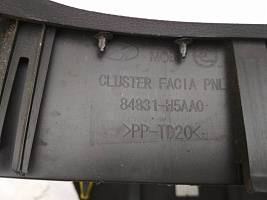 CLUSTER FACIA PNL
84831-H5AA0
>PP-TD20<